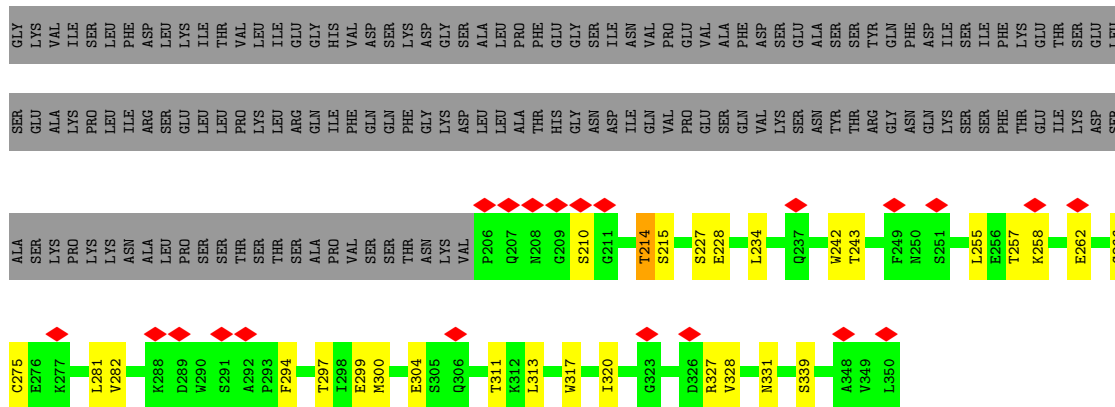 GLY LYS VAL ILE SER LEU PHE ASP LEU LYS ILE THR VAL LEU ILE GLU GLY HIS VAL ASP SER LYS ASP GLY SER ALA LEU PRO PHE GLU GLY SER ILE ASN VAL PRO GLU VAL ALA PHE ASP SER GLU ALA SER SER TYR GLN PHE ASP ILE SER ILE PHE LYS GLU THR SER GLU LEU
SER GLU ALA LYS PRO LEU ILE ARG SER GLU LEU LEU PRO LYS LEU ARG GLN ILE PHE GLN GLN PHE GLY LYS ASP LEU LEU ALA THR HIS GLY ASN ASP ILE GLN VAL PRO GLU SER GLN VAL LYS SER ASN TYR THR ARG GLY ASN GLN LYS SER SER PHE THR GLU ILE LYS ASP SER
ALA SER LYS PRO LYS LYS ASN ALA LEU PRO SER SER SER THR SER THR SER ALA PRO VAL SER SER THR ASN LYS VAL P206 Q207 N208 G209 S210 G211 T214 S215 S227 E228 L234 Q237 W242 T243 F249 N250 S251 L255 E256 T257 K258 E262
C275 E276 K277 L281 V282 K288 D289 W290 S291 A292 P293 F294 T297 I298 E299 M300 E304 S305 Q306 T311 K312 L313 W317 I320 G323 D326 R327 V328 N331 S339 A348 V349 L350